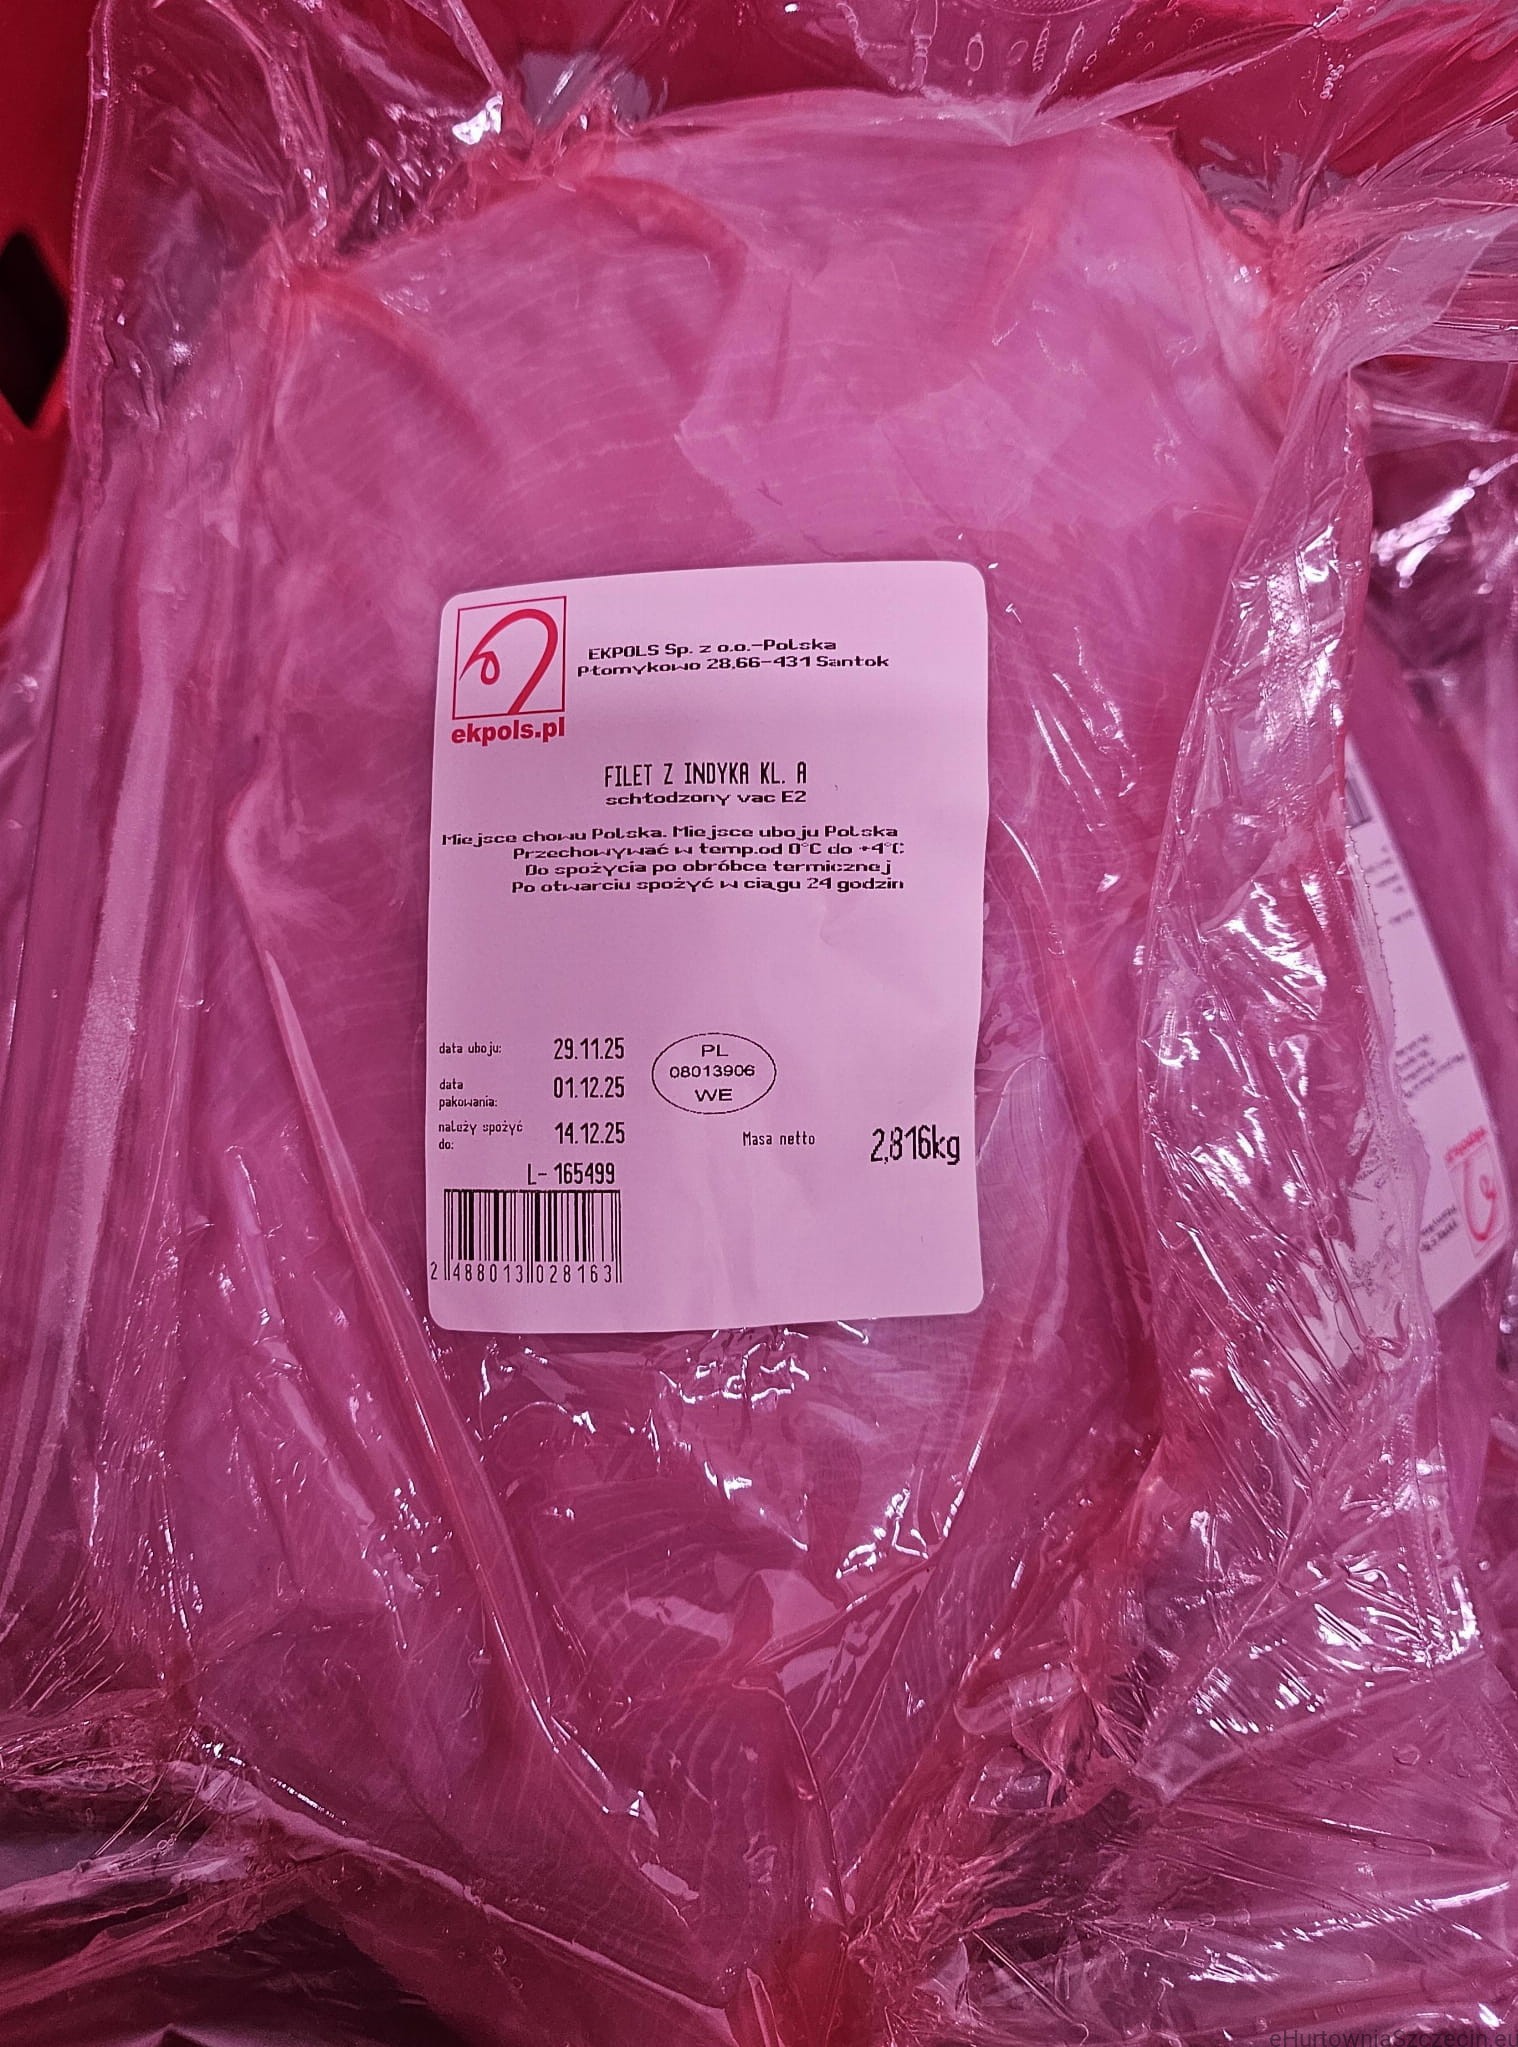 EKPOLS Sp. z o.o.-Polska
Płomykowo 28,66-431 Santok
ekpols.pl
FILET Z INDYKA KL. A
schłodzony vac E2
Miejsce chowu Polska. Miejsce uboju Polska
Przechowywać w temp.od 0°C do +4°C
Do spożycia po obróbce termicznej
Po otwarciu spożyć w ciągu 24 godzin
data uboju: 29.11.25
PL
08013906
WE
data pakowania: 01.12.25
należy spożyć do: 14.12.25
Masa netto 2,816kg
L- 165499
2 488013 028163
eHurtowniaSzczecin.eu